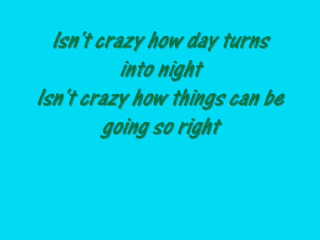 Isn't crazy how day turns
into night
Isn't crazy how things can be
going so right